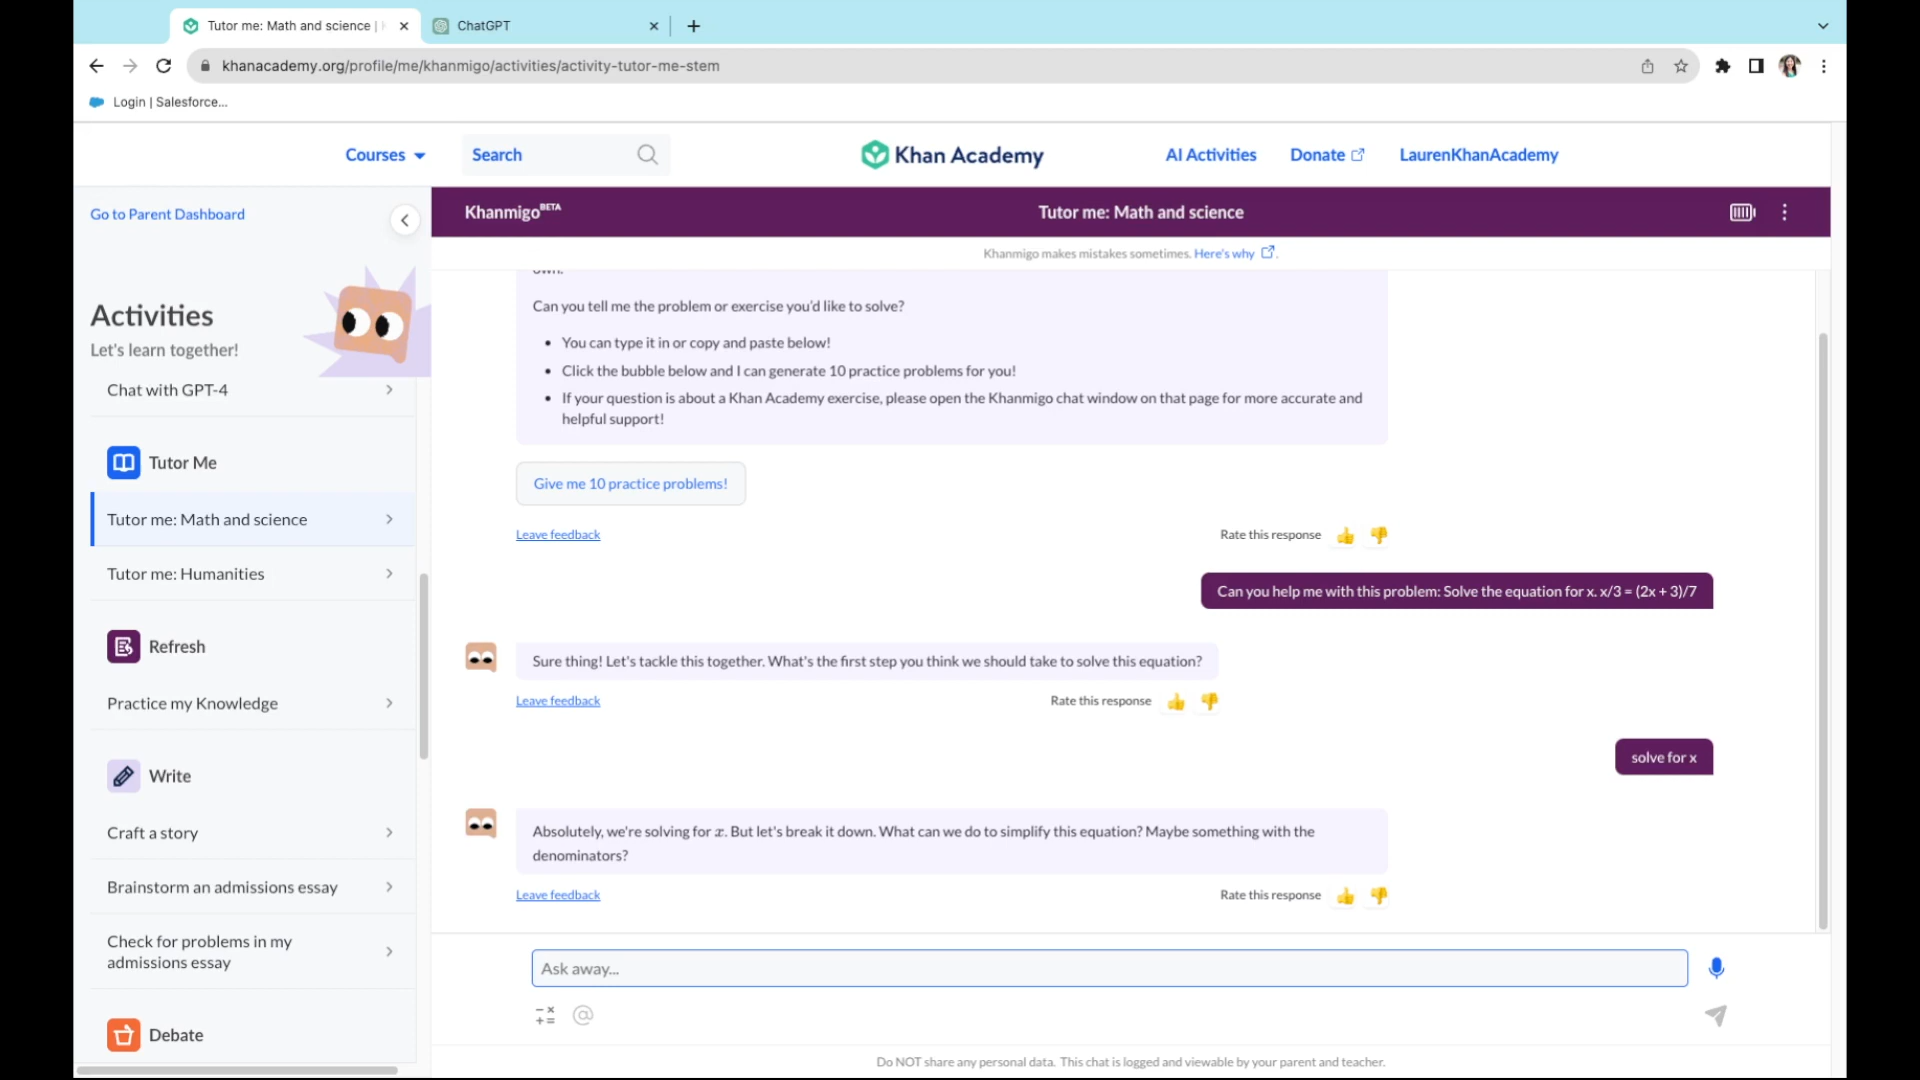 Tutor me: Math and science |
ChatGPT
khanacademy.org/profile/me/khanmigo/activities/activity-tutor-me-stem
Login | Salesforce...
Courses
Search
Khan Academy
AI Activities
Donate
LaurenKhanAcademy
Go to Parent Dashboard
Activities
Let's learn together!
Chat with GPT-4
Tutor Me
Tutor me: Math and science
Tutor me: Humanities
Refresh
Practice my Knowledge
Write
Craft a story
Brainstorm an admissions essay
Check for problems in my
admissions essay
Debate
KhanmigoBETA
Tutor me: Math and science
Khanmigo makes mistakes sometimes. Here's why.
own.
Can you tell me the problem or exercise you'd like to solve?
• You can type it in or copy and paste below!
• Click the bubble below and I can generate 10 practice problems for you!
• If your question is about a Khan Academy exercise, please open the Khanmigo chat window on that page for more accurate and
helpful support!
Give me 10 practice problems!
Leave feedback
Rate this response
Can you help me with this problem: Solve the equation for x. x/3 = (2x + 3)/7
Sure thing! Let's tackle this together. What's the first step you think we should take to solve this equation?
Leave feedback
Rate this response
solve for x
Absolutely, we're solving for x. But let's break it down. What can we do to simplify this equation? Maybe something with the
denominators?
Leave feedback
Rate this response
Ask away...
Do NOT share any personal data. This chat is logged and viewable by your parent and teacher.